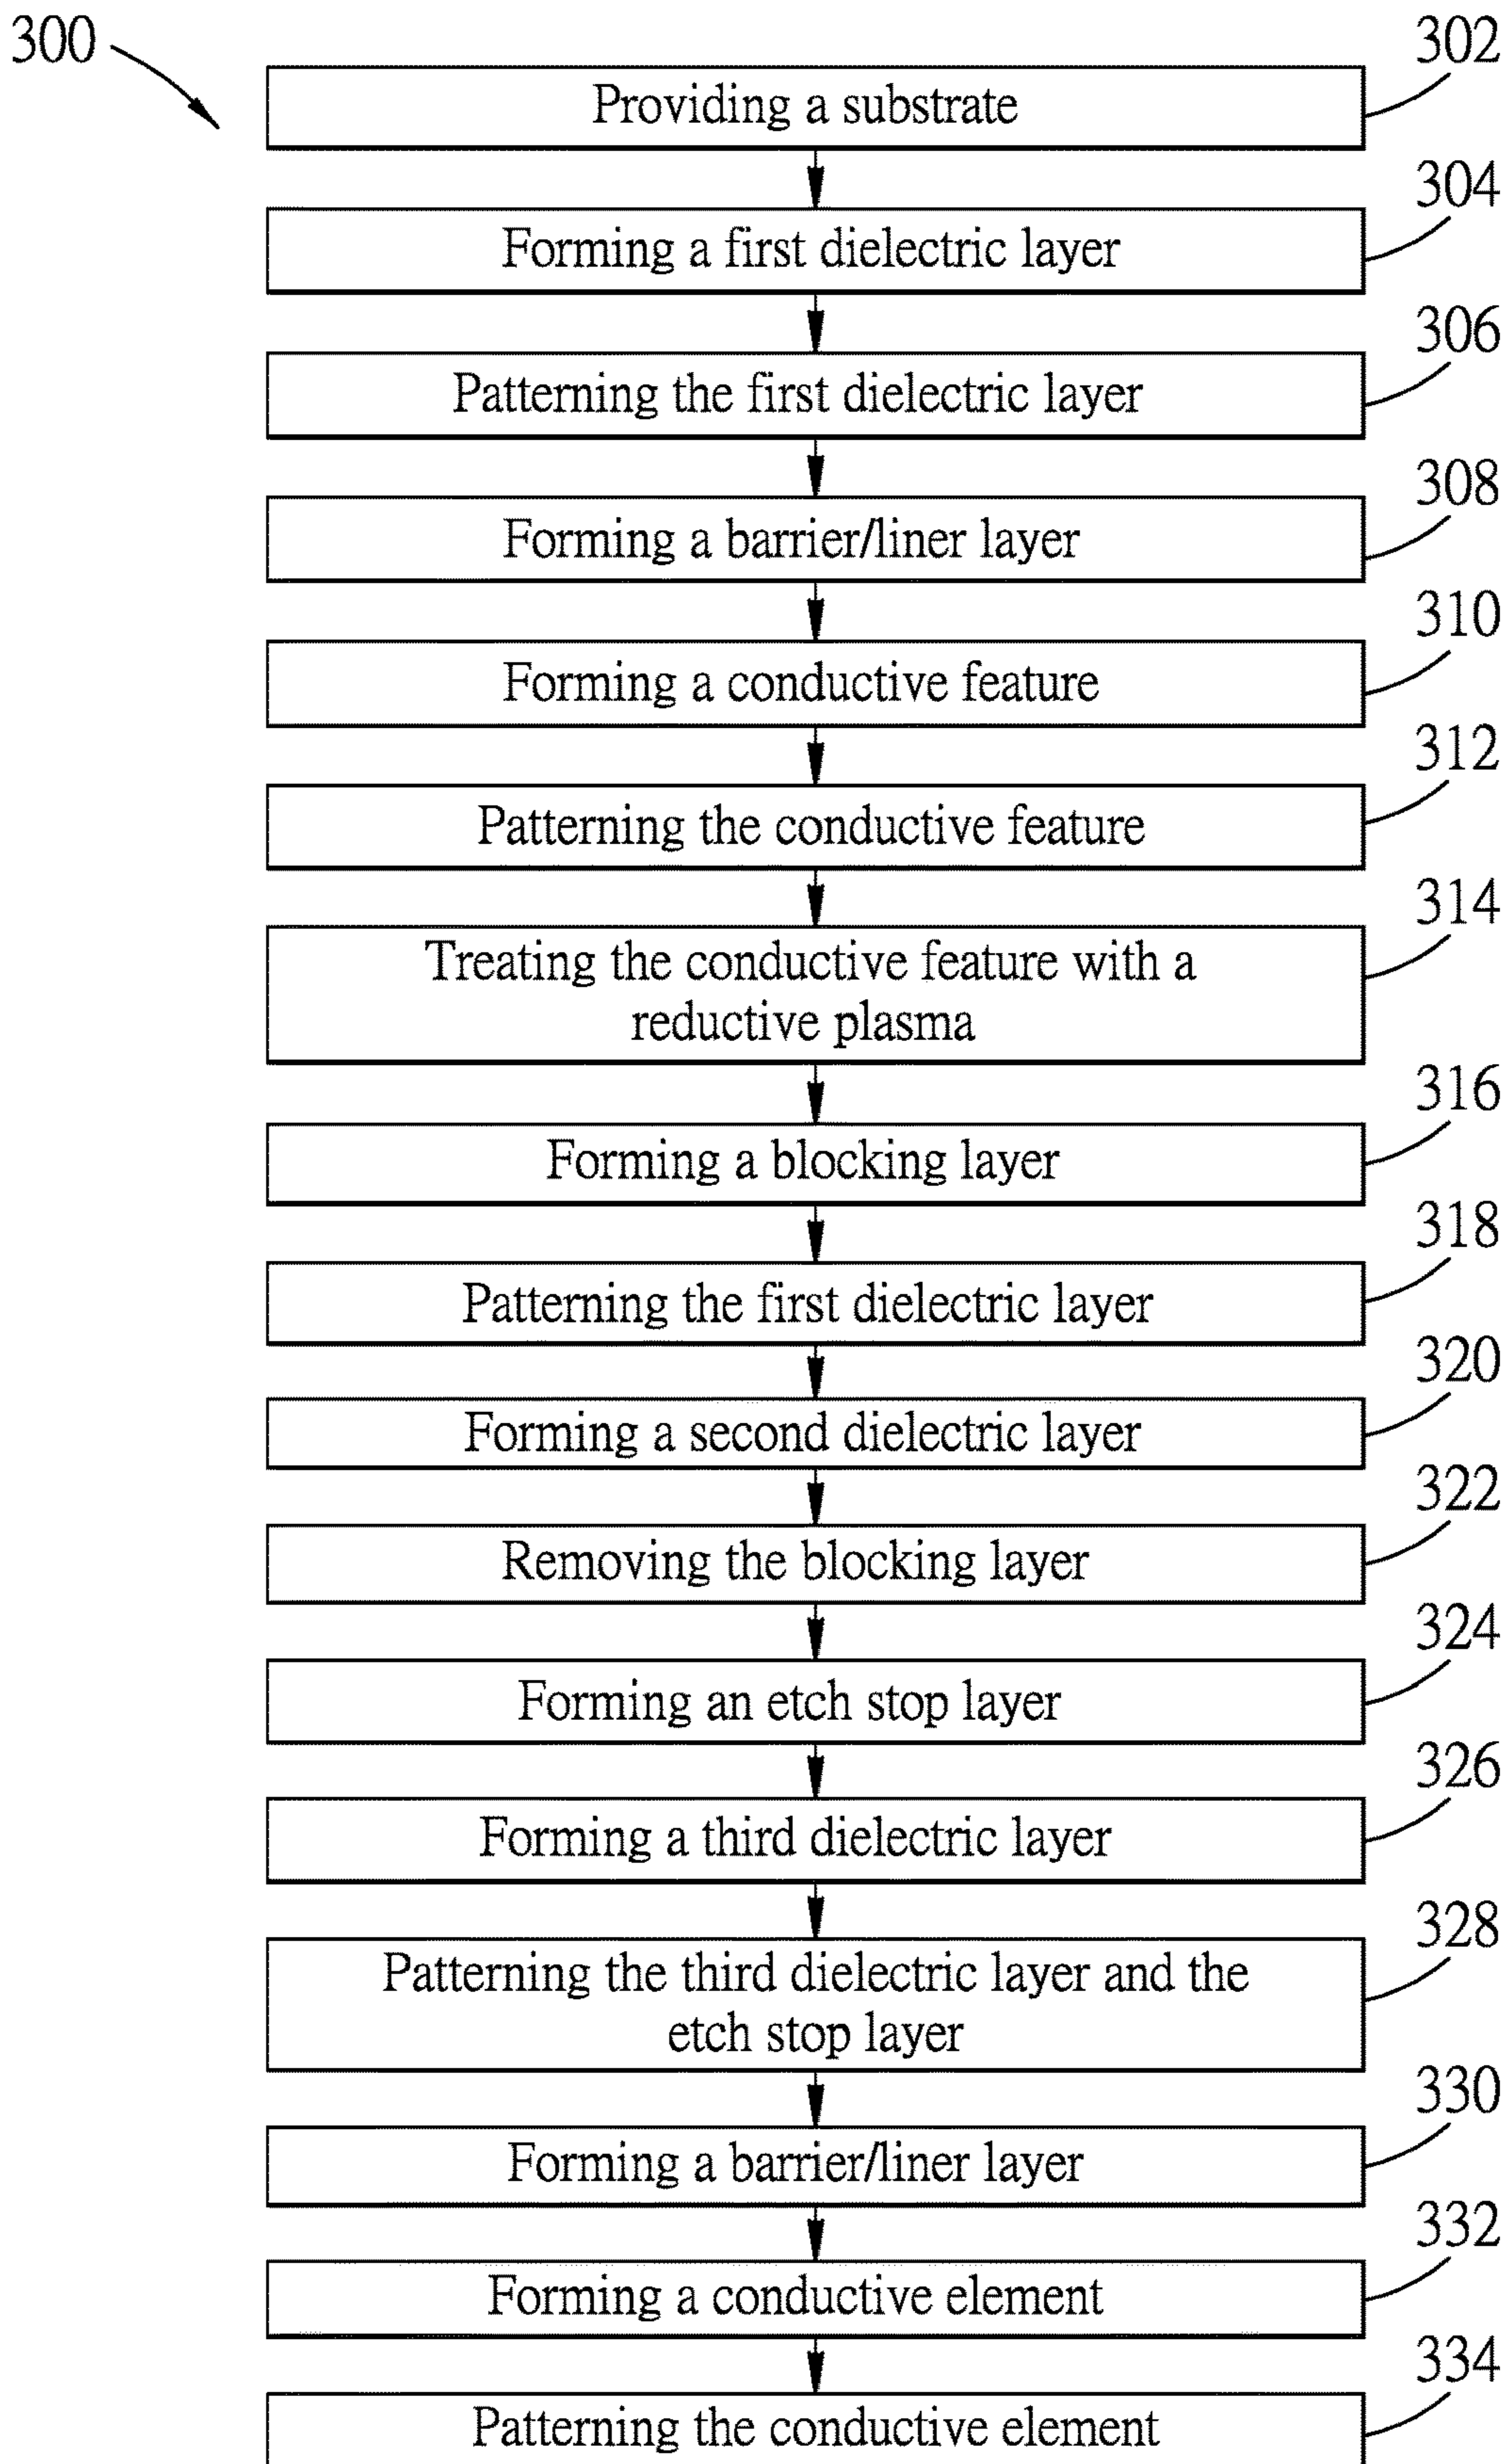 300
302
Providing a substrate
304
Forming a first dielectric layer
306
Patterning the first dielectric layer
308
Forming a barrier/liner layer
310
Forming a conductive feature
312
Patterning the conductive feature
314
Treating the conductive feature with a
reductive plasma
316
Forming a blocking layer
318
Patterning the first dielectric layer
320
Forming a second dielectric layer
322
Removing the blocking layer
324
Forming an etch stop layer
326
Forming a third dielectric layer
328
Patterning the third dielectric layer and the
etch stop layer
330
Forming a barrier/liner layer
332
Forming a conductive element
334
Patterning the conductive element